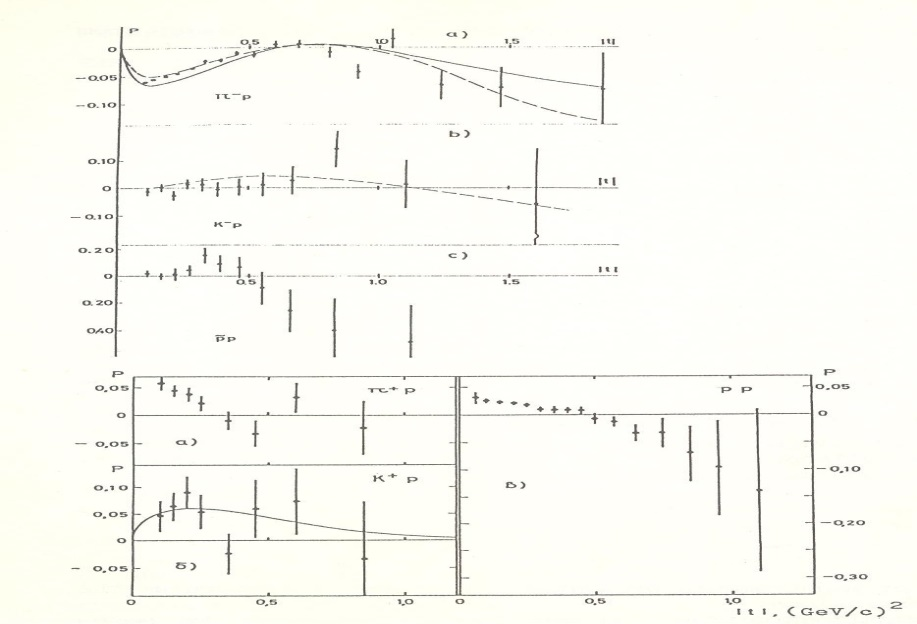 P
0 0,5 1,0 a) 1,5 |t|
-0.05
-0.10 π⁻p
b)
0.10
0 |t|
-0.10 K⁻p
0.20 c)
0 0.5 1.0 1.5 |t|
0.20
0.40 p̄p
P
0,05 π⁺p
0
-0,05 a)
P
0,10 K⁺p
0,05
0
-0,05 б)
0 0,5 1,0
P
pp 0,05
0
-0,10
в)
-0,20
-0,30
0 0,5 1,0
|t|, (GeV/c)²